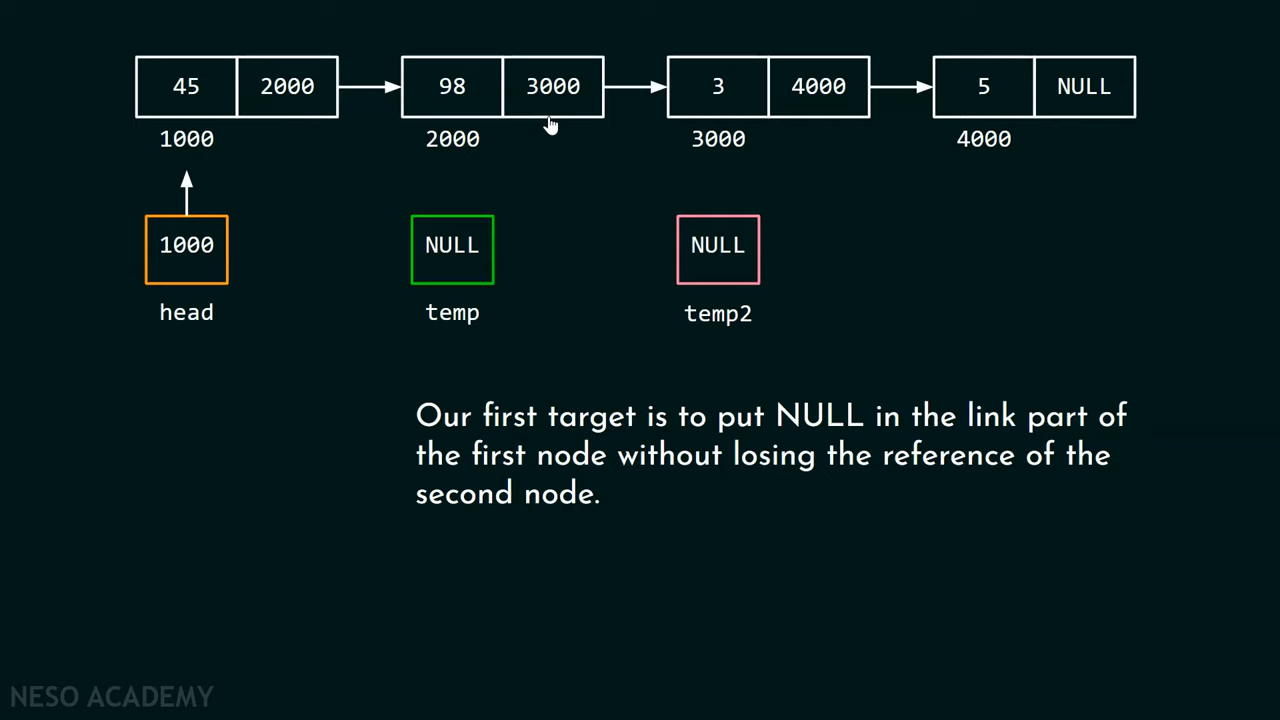 45 2000 98 3000 3 4000 5 NULL
1000 2000 3000 4000
1000 NULL NULL
head temp temp2
Our first target is to put NULL in the link part of
the first node without losing the reference of the
second node.
NESO ACADEMY